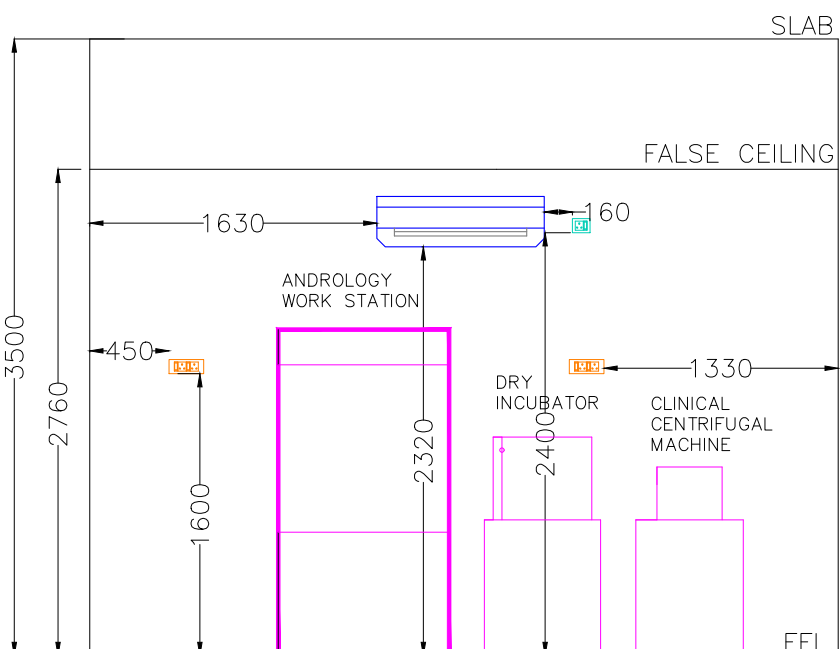 SLAB
FALSE CEILING
1630
160
ANDROLOGY
WORK STATION
3500
450
1330
2760
DRY
INCUBATOR
CLINICAL
CENTRIFUGAL
MACHINE
2320
2400
1600